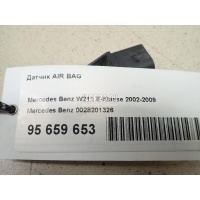 Датчик AIR BAG
Mercedes Benz W211 E-Klasse 2002-2009
Mercedes Benz 0028201326
95 659 653